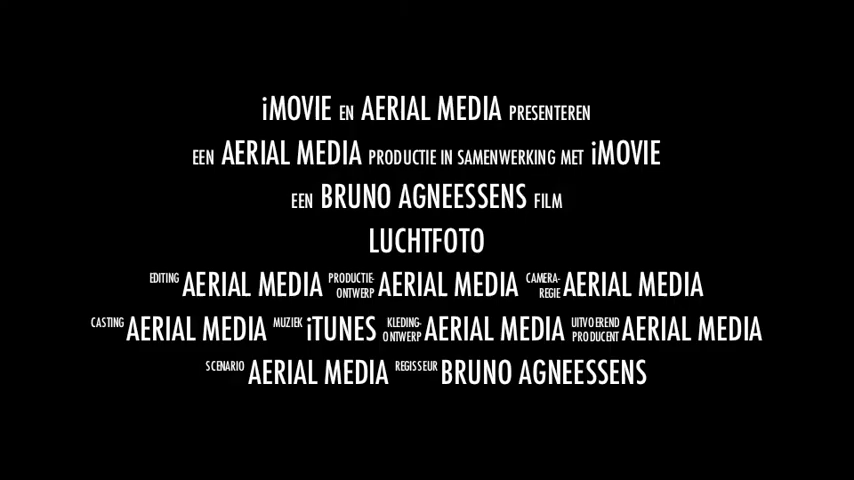 iMOVIE EN AERIAL MEDIA PRESENTEREN
EEN AERIAL MEDIA PRODUCTIE IN SAMENWERKING MET iMOVIE
EEN BRUNO AGNEESSENS FILM
LUCHTFOTO
EDITING AERIAL MEDIA PRODUCTIE-ONTWERP AERIAL MEDIA CAMERA-REGIE AERIAL MEDIA
CASTING AERIAL MEDIA MUZIEK iTUNES KLEDING-ONTWERP AERIAL MEDIA UITVOEREND PRODUCENT AERIAL MEDIA
SCENARIO AERIAL MEDIA REGISSEUR BRUNO AGNEESSENS